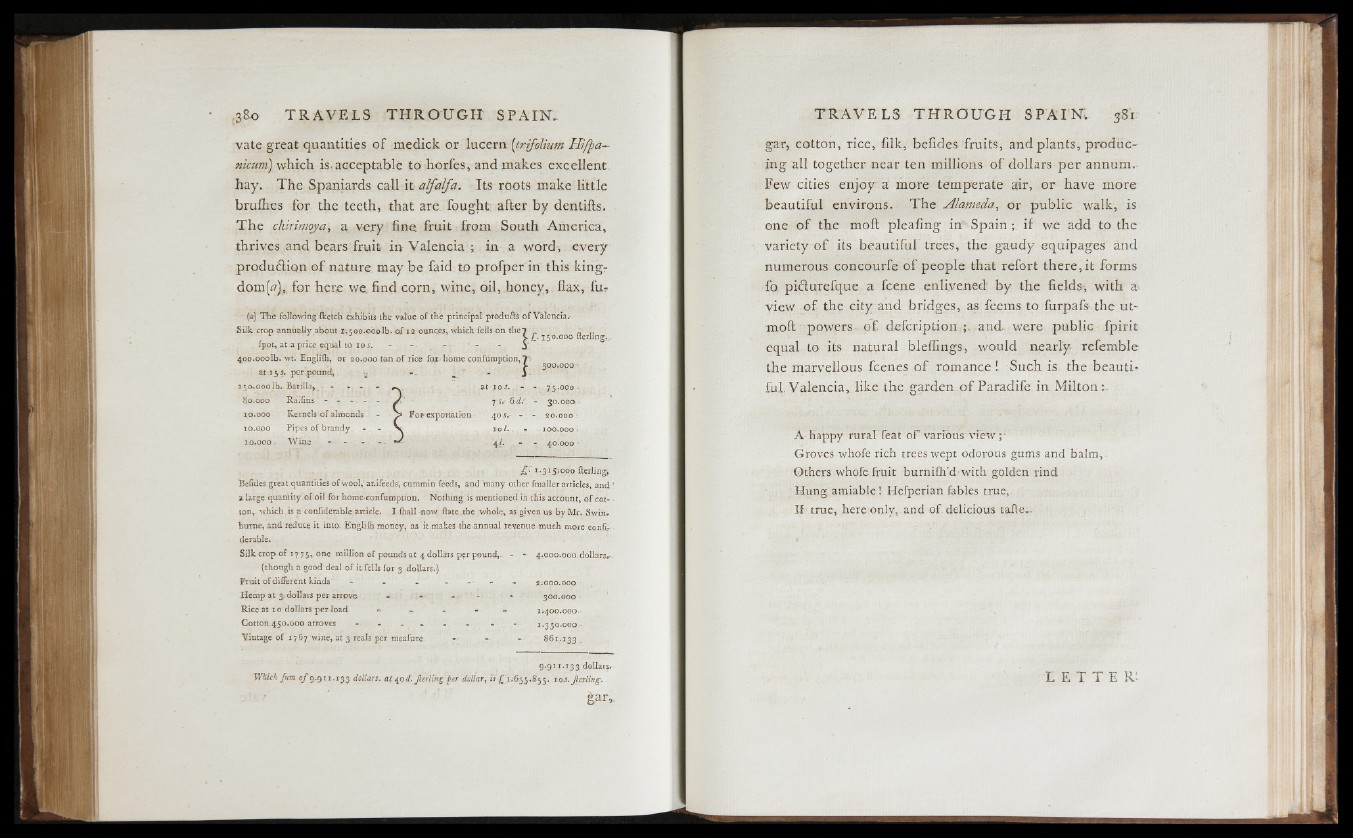 380 TRAVELS THROUGH SPAIN.
vate great quantities of medick or lucern (trifolium Hiſpa-
nicum) which is acceptable to horſes, and makes excellent
hay. The Spaniards call it alfalfa. Its roots make little
bruſhes for the teeth, that are ſought after by dentiſts.
The chirimoya, a very fine fruit from South America,
thrives and bears fruit in Valencia; in a word, every
production of nature may be ſaid to proſper in this king-
dom(a), for here we find corn, wine, oil, honey, flax, ſu-
(a) The following ſketch exhibits the value of the principal products of Valencia.
Silk crop annually about 1.500.000 lb. of 12 ounces, which ſells on the
ſpot, at a price equal to 10 s. - - - - - £. 750.000 ſterling.
400.000lb. wt. Engliſh, or 20.000 ton of rice for home conſumption,
at 15 s. per pound, - - - - 300.000
150.000 lb. Barilla, - - - - at 10 s. - - 75.000
80.000 Raiſins - - - - - 7 s. 6d. - 30.000
10.000 Kernels of almonds - For exportation 40 s. - - 20.000
10.000 Pipes of brandy - - 10 l. - 100.000
10.000 Wine - - - - 4l. - - 40.000
£. 1.315.000 ſterling,
Beſides great quantities of wool, aniſeeds, cummin ſeeds, and many other ſmaller articles, and
a large quantity of oil for home-conſumption. Nothing is mentioned in this account, of cot-
ton, which is a conſiderable article. I ſhall now ſtate the whole, as given us by Mr. Swin-
burne, and reduce it into Engliſh money, as it makes the annual revenue much more conſi-
derable.
Silk crop of 1775, one million of pounds at 4 dollars per pound, - - 4.000.000 dollars,
(though a good deal of it ſells for 5 dollars.)
Fruit of different kinds - - - - - - - 2.000.000
Hemp at 3 dollars per arrove - - - - - 300.000
Rice at 10 dollars per load - - - - - 1.400.000
Cotton 450.000 arroves - - - - - - - 1.350.000
Vintage of 1767 wine, at 3 reals per meaſure - - - 861.133
9.911.133 dollars.
Which ſum of 9.911.133 dollars. at 40d. ſterling per dollar, is £1.655.855. 10s. ſterling.
gar,
TRAVELS THROUGH SPAIN. 381
gar, cotton, rice, ſilk, beſides fruits, and plants, produc-
ing all together near ten millions of dollars per annum.
Few cities enjoy a more temperate air, or have more
beautiful environs. The Alameda, or public walk, is
one of the moſt pleaſing in Spain; if we add to the
variety of its beautiful trees, the gaudy equipages and
numerous concourſe of people that reſort there, it forms
ſo pictureſque a ſcene enlivened by the fields, with a
view of the city and bridges, as ſeems to ſurpaſs the ut-
moſt powers of deſcription; and were public ſpirit
equal to its natural bleſſings, would nearly reſemble
the marvellous ſcenes of romance! Such is the beauti-
ful Valencia, like the garden of Paradiſe in Milton:
A happy rural ſeat of various view;
Groves whoſe rich trees wept odorous gums and balm,
Others whoſe fruit burniſh'd with golden rind
Hung amiable! Heſperian fables true,
If true, here only, and of delicious taſte.
LETTER